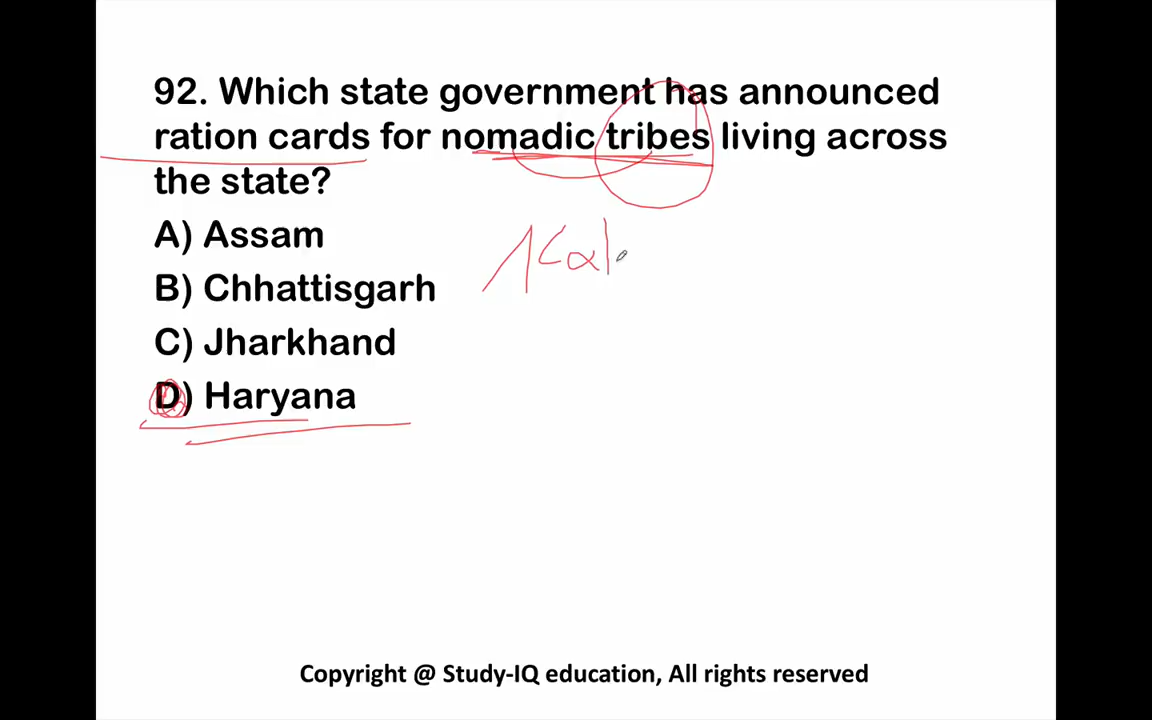 92. Which state government has announced
ration cards for nomadic tribes living across
the state?
A) Assam
B) Chhattisgarh
C) Jharkhand
D) Haryana
Copyright @ Study-IQ education, All rights reserved